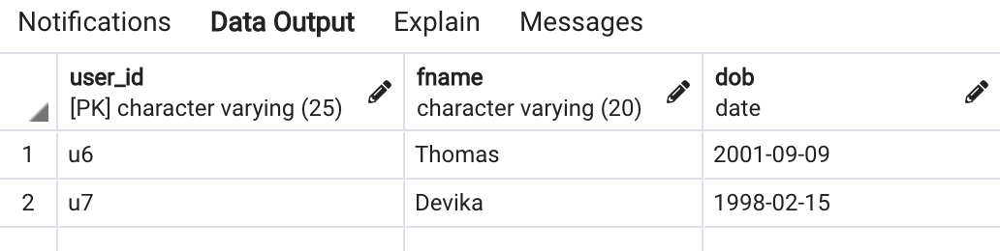 Notifications Data Output Explain Messages
user_id fname dob
[PK] character varying (25) character varying (20) date
1 u6 Thomas 2001-09-09
2 u7 Devika 1998-02-15